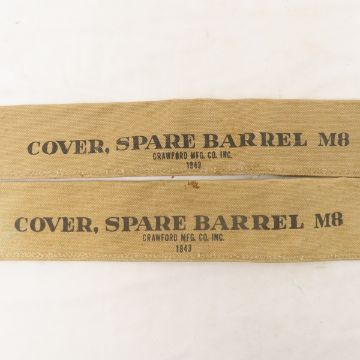 COVER, SPARE BARREL M8
CRAWFORD MFG. CO. INC.
1943
COVER, SPARE BARREL M8
CRAWFORD MFG. CO. INC.
1943